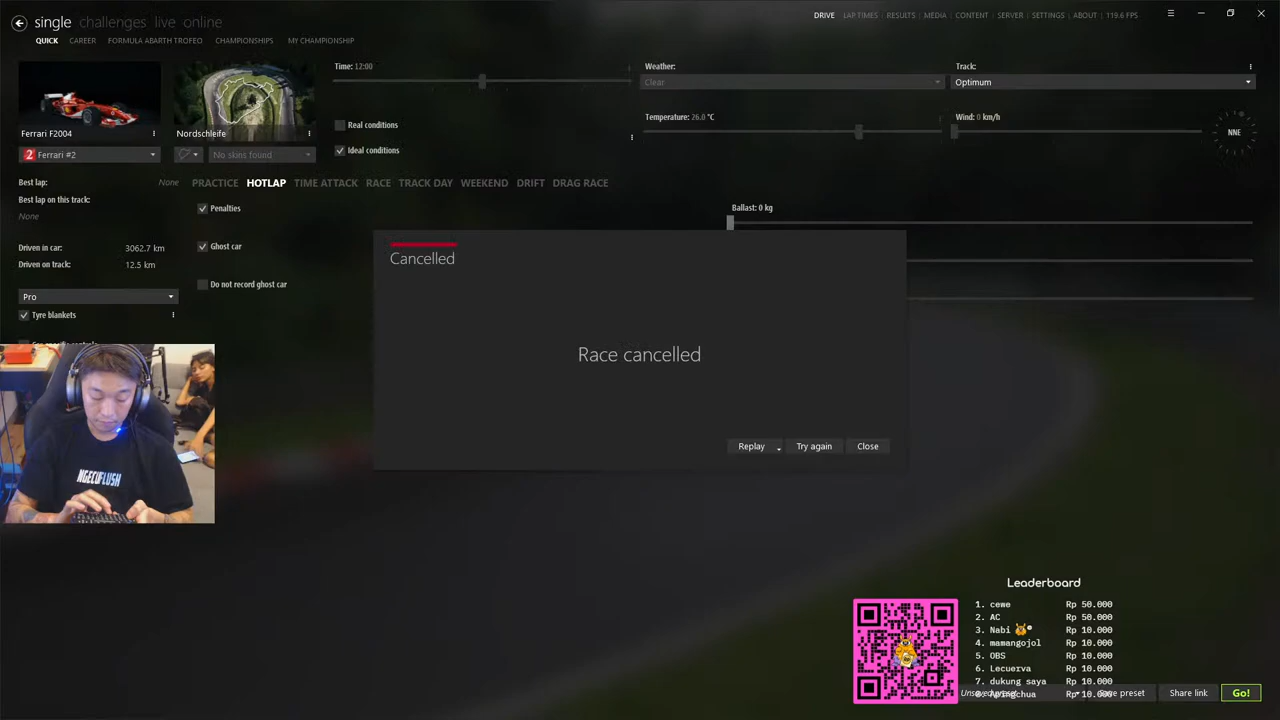 single challenges live online
DRIVE LAP TIMES RESULTS MEDIA CONTENT SERVER SETTINGS ABOUT 119.6 FPS
QUICK CAREER FORMULA ABARTH TROFEO CHAMPIONSHIPS MY CHAMPIONSHIP
Time: 12:00
Weather:
Track:
Clear
Optimum
Ferrari F2004
Nordschleife
Real conditions
Temperature: 26.0 °C
Wind: 0 km/h
NNE
2 Ferrari #2
No skins found
Ideal conditions
Best lap: None
PRACTICE HOTLAP TIME ATTACK RACE TRACK DAY WEEKEND DRIFT DRAG RACE
Best lap on this track:
None
Penalties
Ballast: 0 kg
Driven in car: 3062.7 km
Ghost car
Driven on track: 12.5 km
Do not record ghost car
Pro
Tyre blankets
Cancelled
Race cancelled
Replay Try again Close
NGECUFLUSH
Leaderboard
1. cewe Rp 50.000
2. AC Rp 50.000
3. Nabi Rp 10.000
4. mamangojol Rp 10.000
5. OBS Rp 10.000
6. Lecuerva Rp 10.000
7. dukung saya Rp 10.000
Share link Go!